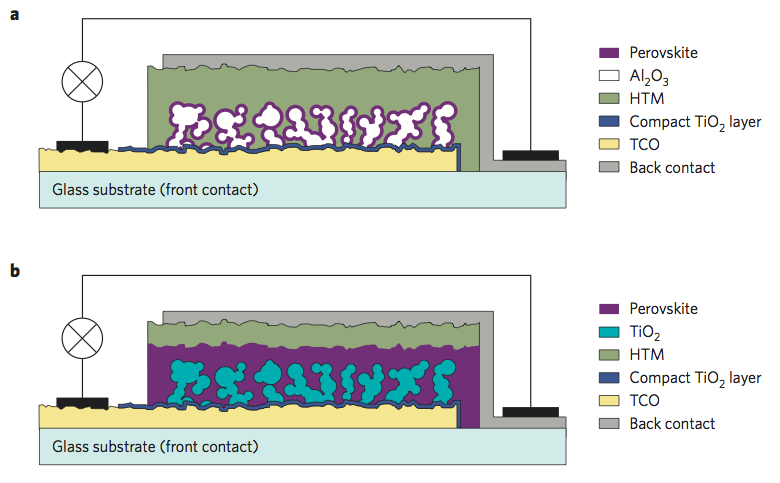 a
Perovskite
Al₂O₃
HTM
Compact TiO₂ layer
TCO
Back contact
Glass substrate (front contact)
b
Perovskite
TiO₂
HTM
Compact TiO₂ layer
TCO
Back contact
Glass substrate (front contact)